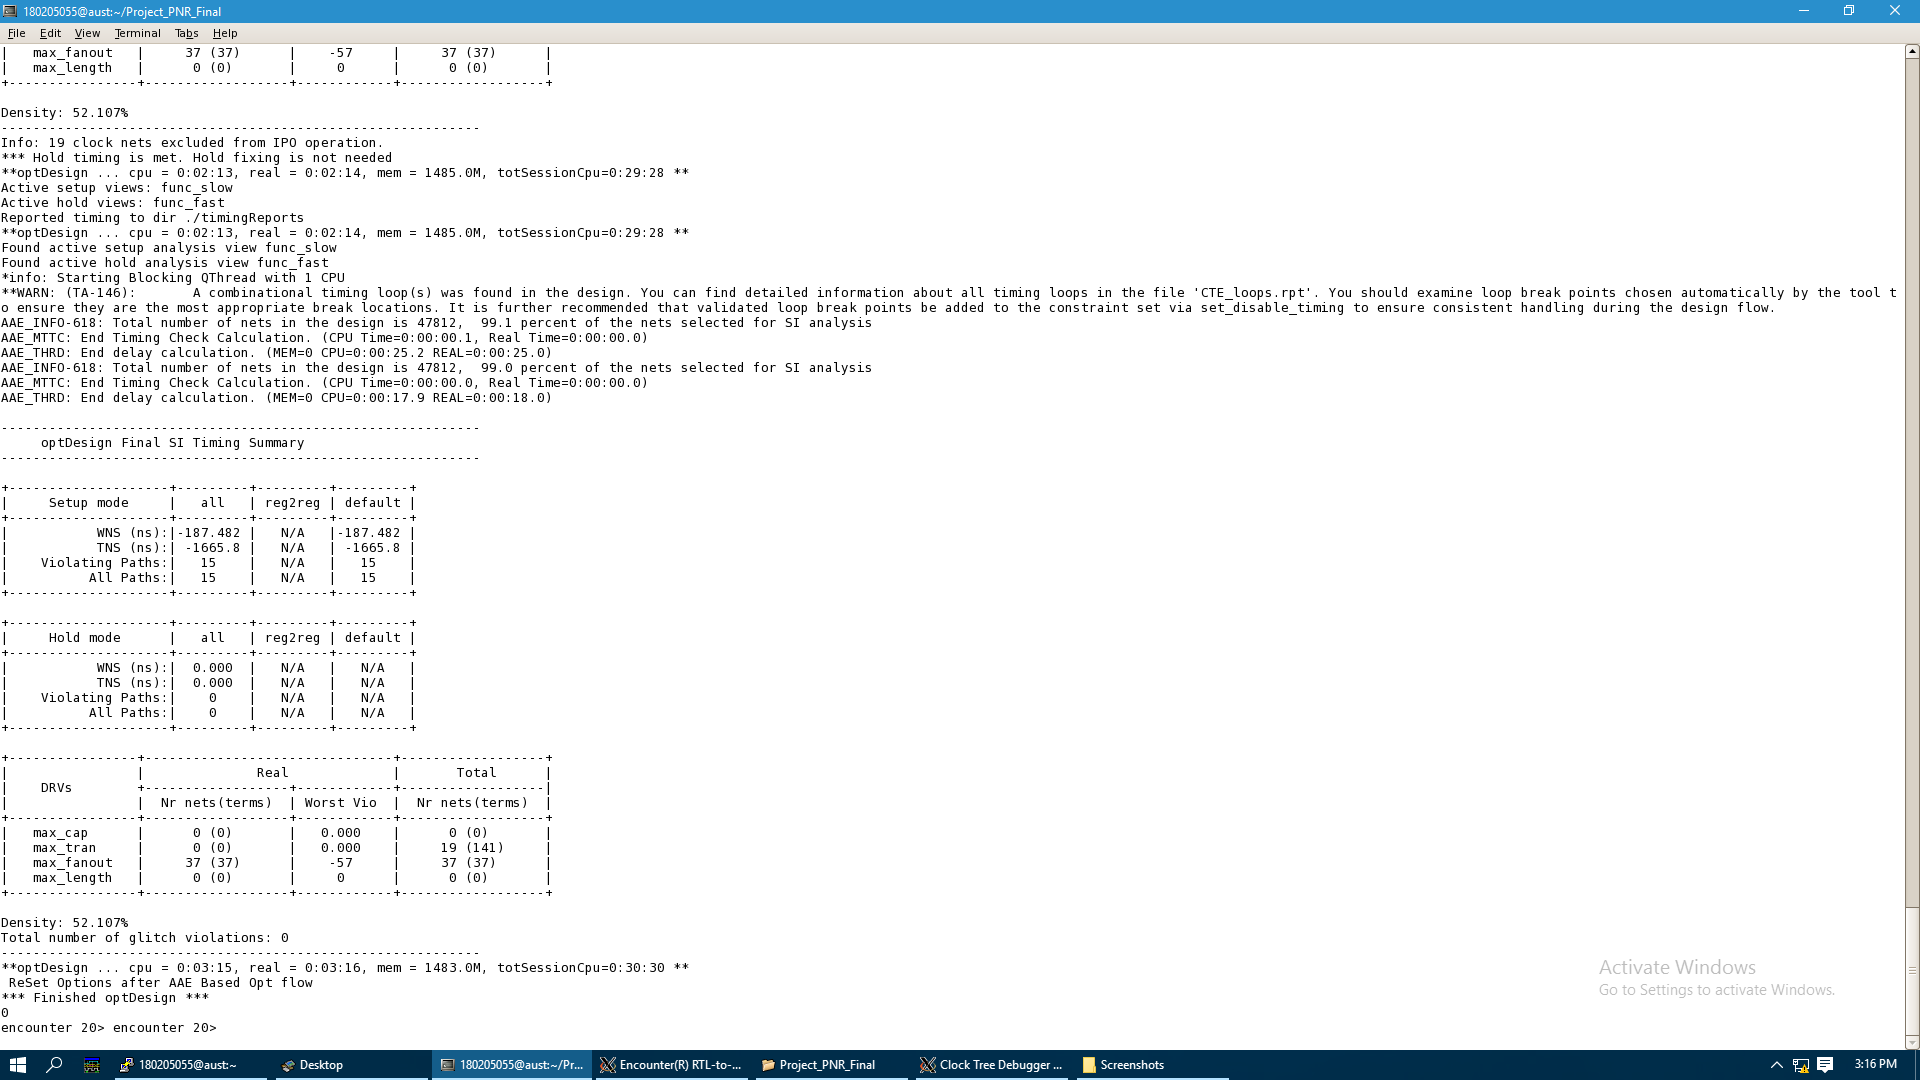 180205055@aust:~/Project_PNR_Final
File Edit View Terminal Tabs Help
|   max_fanout   |     37 (37)      |    -57     |     37 (37)      |
|   max_length   |      0 (0)       |     0      |      0 (0)       |
+----------------+------------------+------------+------------------+
Density: 52.107%
------------------------------------------------------------
Info: 19 clock nets excluded from IPO operation.
*** Hold timing is met. Hold fixing is not needed
**optDesign ... cpu = 0:02:13, real = 0:02:14, mem = 1485.0M, totSessionCpu=0:29:28 **
Active setup views: func_slow
Active hold views: func_fast
Reported timing to dir ./timingReports
**optDesign ... cpu = 0:02:13, real = 0:02:14, mem = 1485.0M, totSessionCpu=0:29:28 **
Found active setup analysis view func_slow
Found active hold analysis view func_fast
*info: Starting Blocking QThread with 1 CPU
**WARN: (TA-146):       A combinational timing loop(s) was found in the design. You can find detailed information about all timing loops in the file 'CTE_loops.rpt'. You should examine loop break points chosen automatically by the tool t
o ensure they are the most appropriate break locations. It is further recommended that validated loop break points be added to the constraint set via set_disable_timing to ensure consistent handling during the design flow.
AAE_INFO-618: Total number of nets in the design is 47812,  99.1 percent of the nets selected for SI analysis
AAE_MTTC: End Timing Check Calculation. (CPU Time=0:00:00.1, Real Time=0:00:00.0)
AAE_THRD: End delay calculation. (MEM=0 CPU=0:00:25.2 REAL=0:00:25.0)
AAE_INFO-618: Total number of nets in the design is 47812,  99.0 percent of the nets selected for SI analysis
AAE_MTTC: End Timing Check Calculation. (CPU Time=0:00:00.0, Real Time=0:00:00.0)
AAE_THRD: End delay calculation. (MEM=0 CPU=0:00:17.9 REAL=0:00:18.0)
------------------------------------------------------------
     optDesign Final SI Timing Summary
------------------------------------------------------------
+--------------------+---------+---------+---------+
|     Setup mode     |   all   | reg2reg | default |
+--------------------+---------+---------+---------+
|           WNS (ns):|-187.482 |   N/A   |-187.482 |
|           TNS (ns):| -1665.8 |   N/A   | -1665.8 |
|    Violating Paths:|   15    |   N/A   |   15    |
|          All Paths:|   15    |   N/A   |   15    |
+--------------------+---------+---------+---------+
+--------------------+---------+---------+---------+
|     Hold mode      |   all   | reg2reg | default |
+--------------------+---------+---------+---------+
|           WNS (ns):|  0.000  |   N/A   |   N/A   |
|           TNS (ns):|  0.000  |   N/A   |   N/A   |
|    Violating Paths:|    0    |   N/A   |   N/A   |
|          All Paths:|    0    |   N/A   |   N/A   |
+--------------------+---------+---------+---------+
+----------------+-------------------------------+------------------+
|                |              Real             |       Total      |
|    DRVs        +------------------+------------+------------------|
|                |  Nr nets(terms)  | Worst Vio  |  Nr nets(terms)  |
+----------------+------------------+------------+------------------+
|   max_cap      |      0 (0)       |   0.000    |      0 (0)       |
|   max_tran     |      0 (0)       |   0.000    |     19 (141)     |
|   max_fanout   |     37 (37)      |    -57     |     37 (37)      |
|   max_length   |      0 (0)       |     0      |      0 (0)       |
+----------------+------------------+------------+------------------+
Density: 52.107%
Total number of glitch violations: 0
------------------------------------------------------------
**optDesign ... cpu = 0:03:15, real = 0:03:16, mem = 1483.0M, totSessionCpu=0:30:30 **
 ReSet Options after AAE Based Opt flow
*** Finished optDesign ***
0
encounter 20> encounter 20>
Activate Windows
Go to Settings to activate Windows.
180205055@aust:~ Desktop 180205055@aust:~/Pr... Encounter(R) RTL-to-... Project_PNR_Final Clock Tree Debugger ... Screenshots 3:16 PM